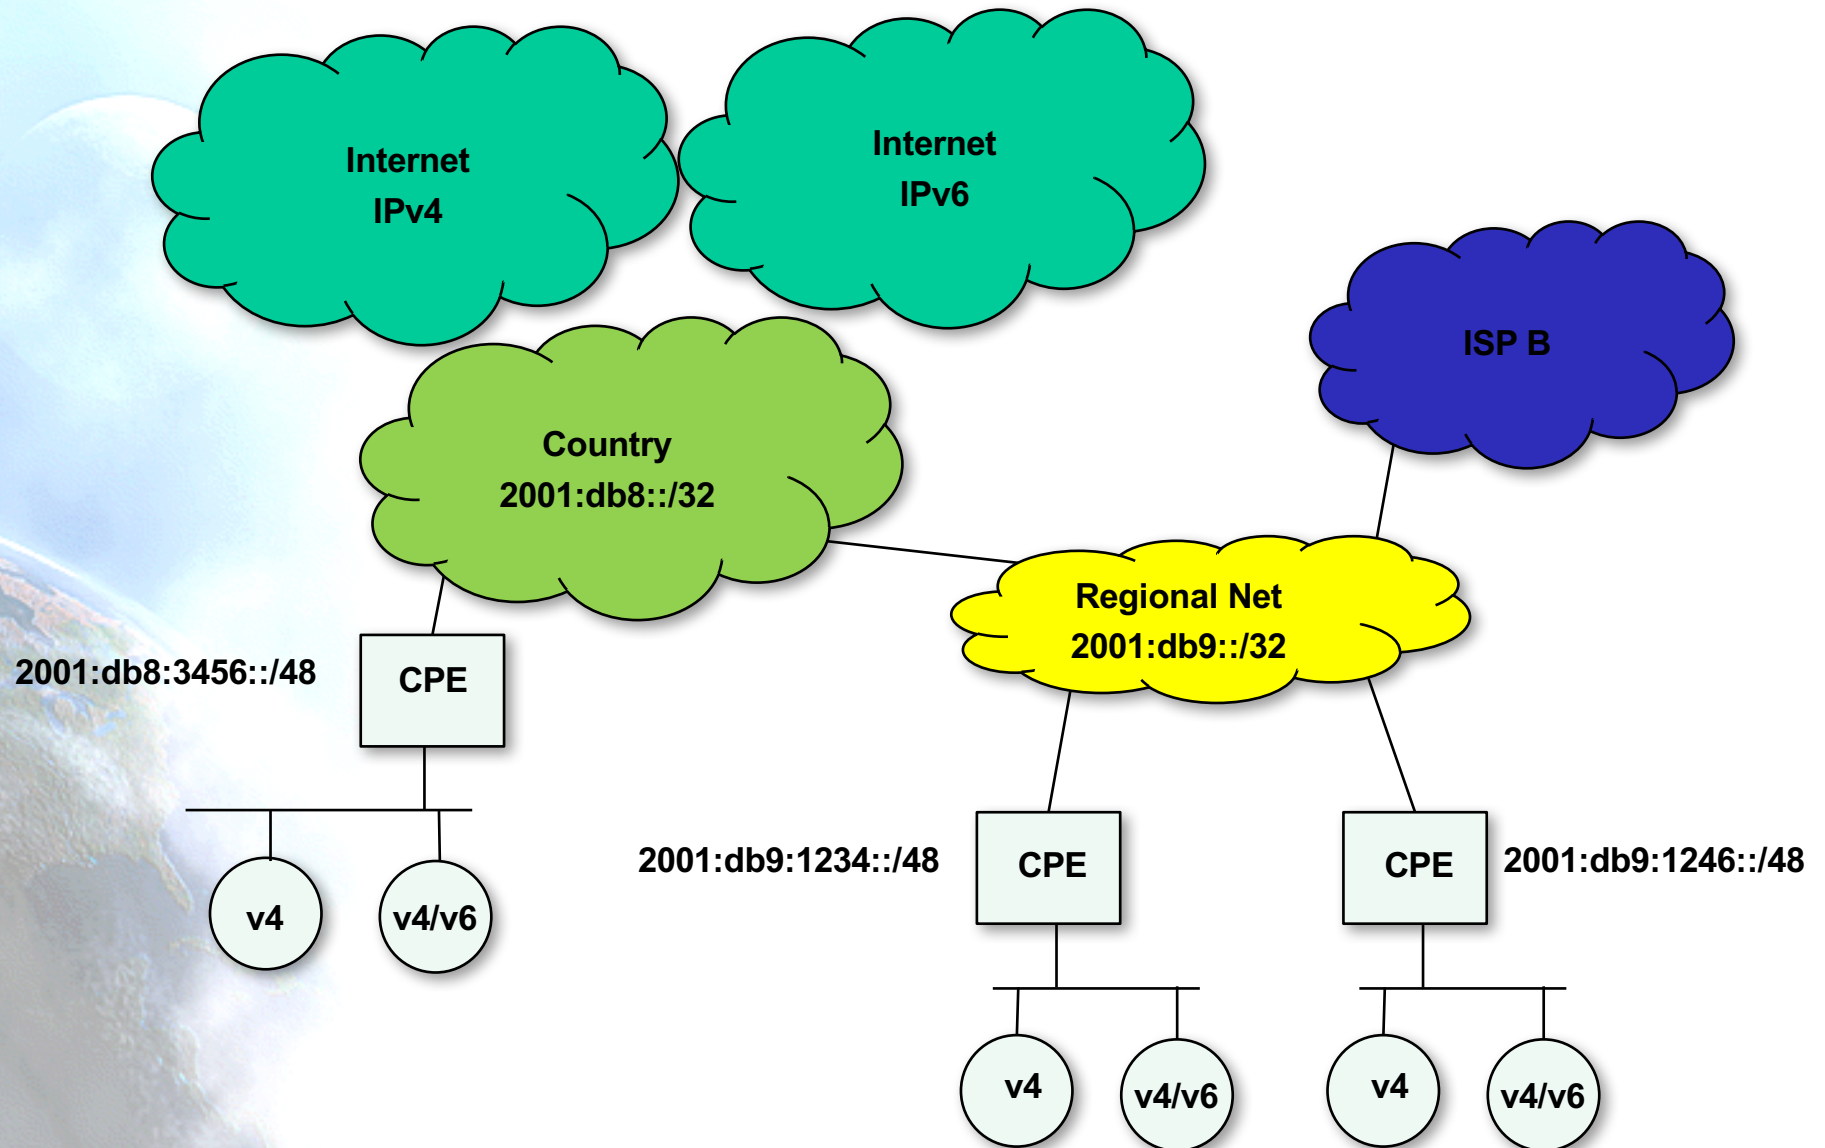 Internet
IPv4
Internet
IPv6
ISP B
Country
2001:db8::/32
Regional Net
2001:db9::/32
2001:db8:3456::/48
CPE
v4
v4/v6
2001:db9:1234::/48
CPE
CPE
2001:db9:1246::/48
v4
v4/v6
v4
v4/v6